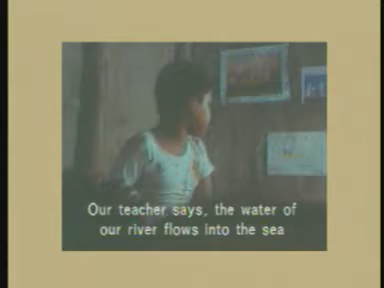 Our teacher says, the water of
our river flows into the sea